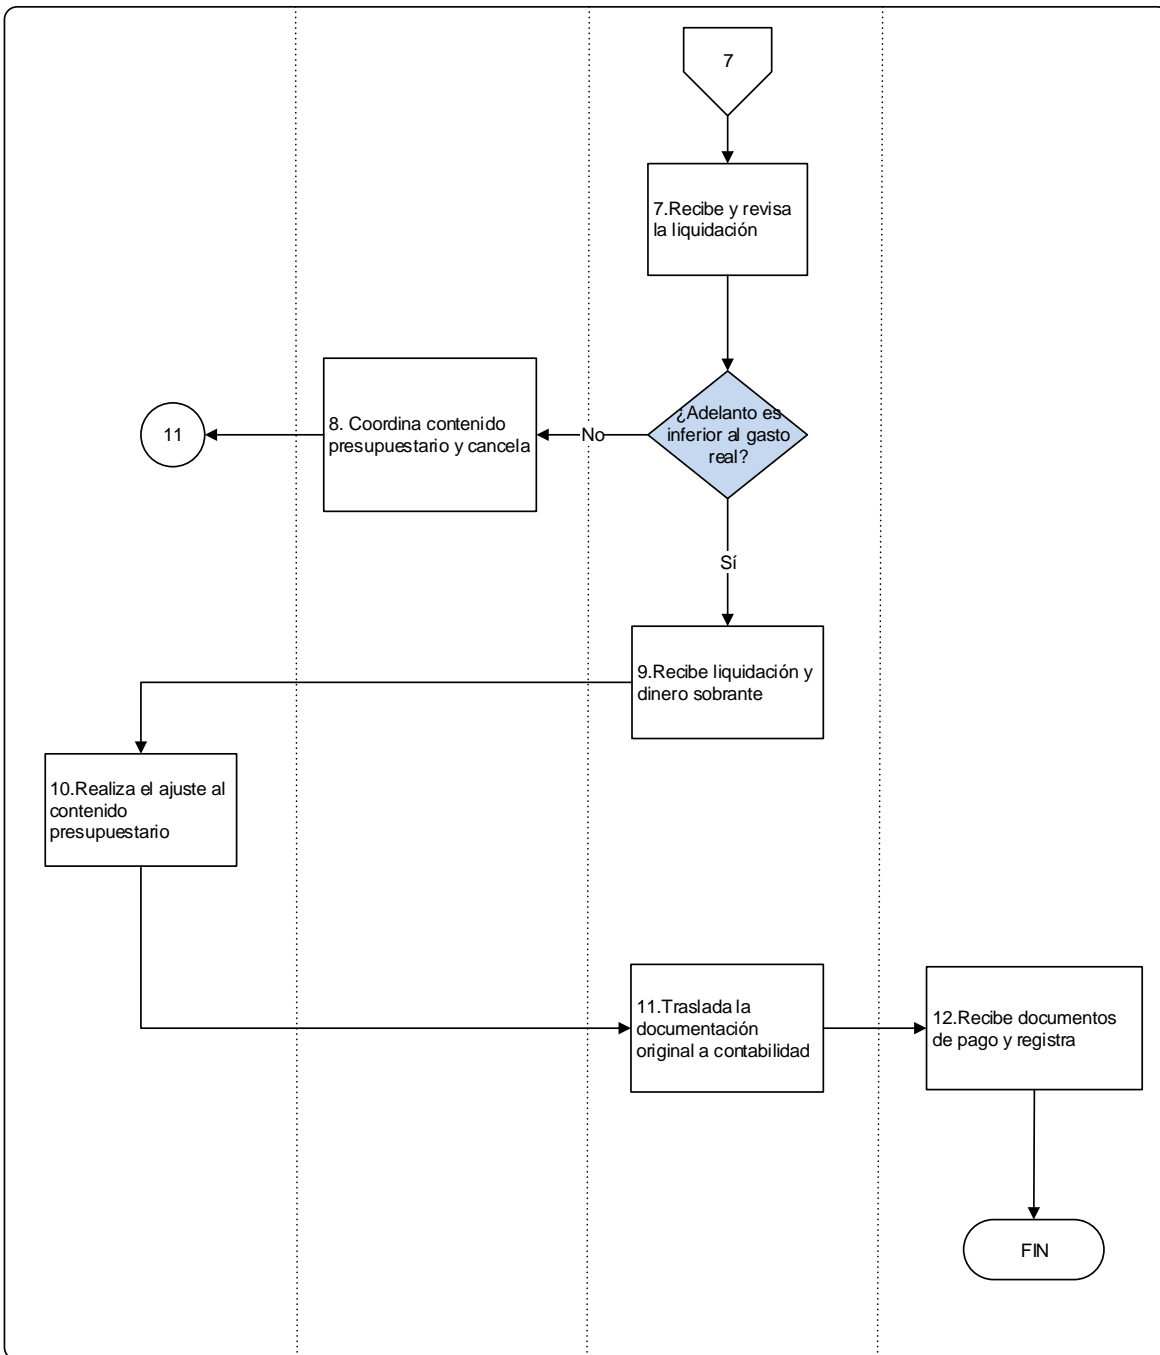 7
7.Recibe y revisa
la liquidación
¿Adelanto es
inferior al gasto
real?
No
8. Coordina contenido
presupuestario y cancela
11
Sí
9.Recibe liquidación y
dinero sobrante
10.Realiza el ajuste al
contenido
presupuestario
11.Traslada la
documentación
original a contabilidad
12.Recibe documentos
de pago y registra
FIN